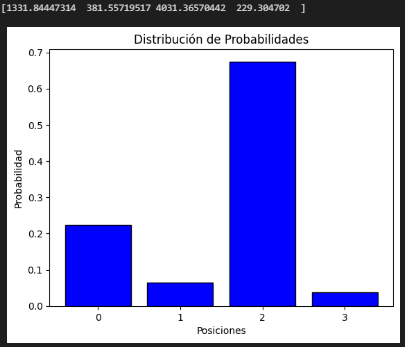 [1331.84447314  381.55719517 4031.36570442  229.304702  ]
Distribución de Probabilidades
0.7
0.6
0.5
0.4
0.3
0.2
0.1
0.0
Probabilidad
0 1 2 3
Posiciones